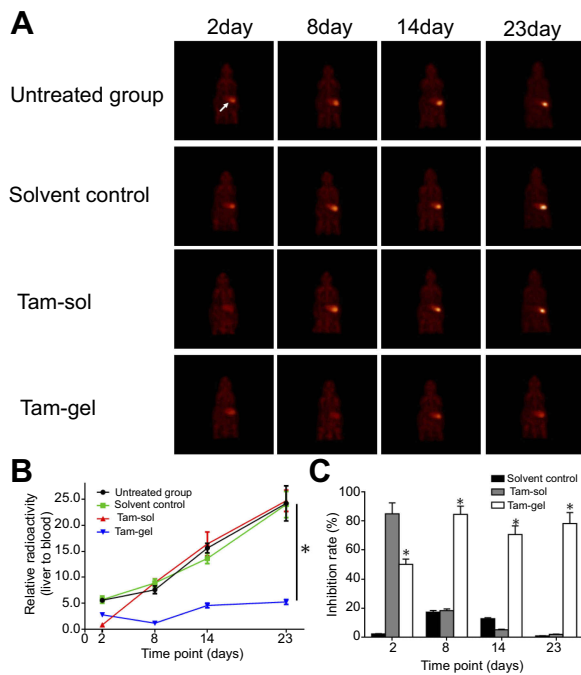 A
2day 8day 14day 23day
Untreated group
Solvent control
Tam-sol
Tam-gel
B
Relative radioactivity
(liver to blood)
25.0
20.0
15.0
10.0
5.0
0.0
0 2 8 14 23
Time point (days)
Untreated group
Solvent control
Tam-sol
Tam-gel
*
C
Inhibition rate (%)
100
80
60
40
20
0
2 8 14 23
Time point (days)
Solvent control
Tam-sol
Tam-gel
* * * *